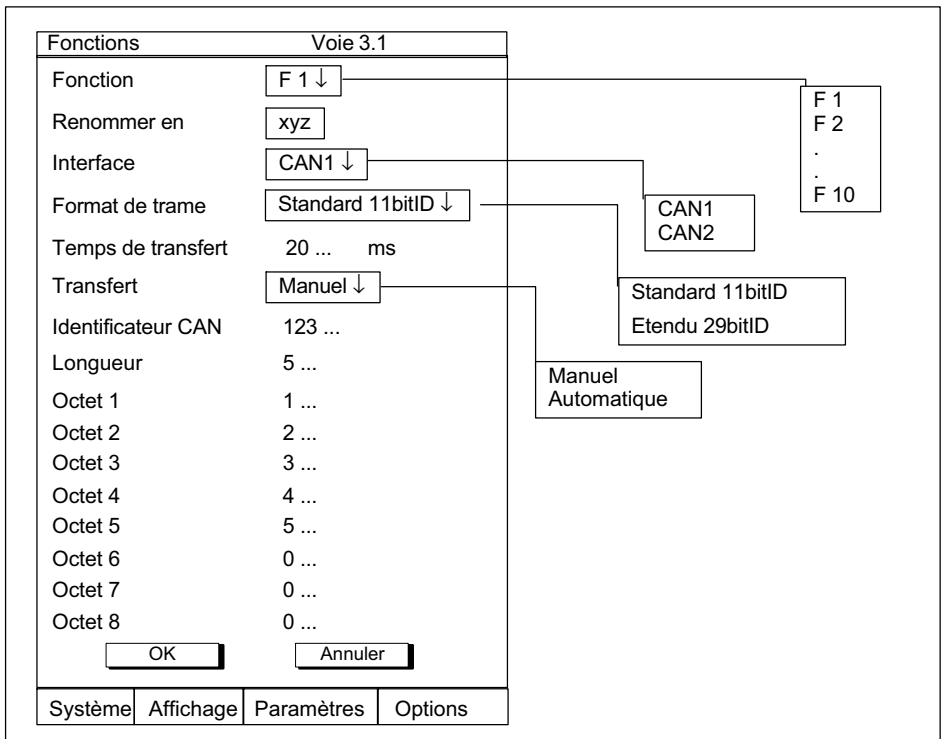 Fonctions Voie 3.1
Fonction F 1 ↓
Renommer en xyz
Interface CAN1 ↓
Format de trame Standard 11bitID ↓
Temps de transfert 20 ... ms
Transfert Manuel ↓
Identificateur CAN 123 ...
Longueur 5 ...
Octet 1 1 ...
Octet 2 2 ...
Octet 3 3 ...
Octet 4 4 ...
Octet 5 5 ...
Octet 6 0 ...
Octet 7 0 ...
Octet 8 0 ...
OK Annuler
Système Affichage Paramètres Options
F 1
F 2
.
.
F 10
CAN1
CAN2
Standard 11bitID
Etendu 29bitID
Manuel
Automatique